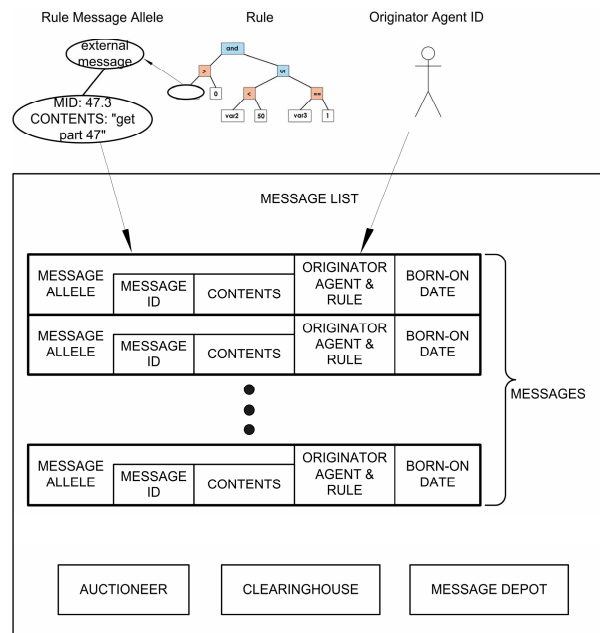 Rule Message Allele
Rule
Originator Agent ID
external
message
MID: 47.3
CONTENTS: "get
part 47"
and
>
0
<
==
var2
50
var3
1
MESSAGE LIST
MESSAGE
ALLELE
MESSAGE
ID
CONTENTS
ORIGINATOR
AGENT &
RULE
BORN-ON
DATE
MESSAGE
ALLELE
MESSAGE
ID
CONTENTS
ORIGINATOR
AGENT &
RULE
BORN-ON
DATE
MESSAGES
MESSAGE
ALLELE
MESSAGE
ID
CONTENTS
ORIGINATOR
AGENT &
RULE
BORN-ON
DATE
AUCTIONEER
CLEARINGHOUSE
MESSAGE DEPOT